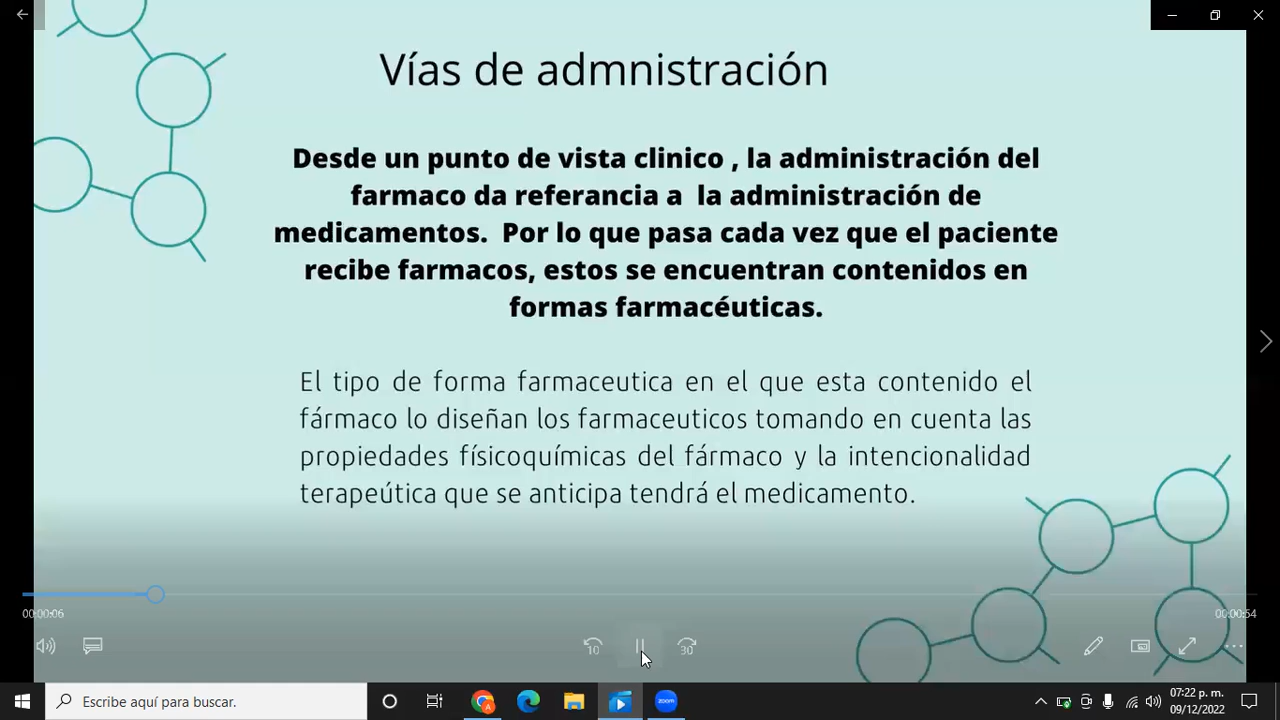 Vías de admnistración
Desde un punto de vista clinico , la administración del
farmaco da referancia a la administración de
medicamentos. Por lo que pasa cada vez que el paciente
recibe farmacos, estos se encuentran contenidos en
formas farmacéuticas.
El tipo de forma farmaceutica en el que esta contenido el
fármaco lo diseñan los farmaceuticos tomando en cuenta las
propiedades físicoquímicas del fármaco y la intencionalidad
terapeútica que se anticipa tendrá el medicamento.
00:00:06
00:00:54
10
30
Escribe aquí para buscar.
zoom
07:22 p. m.
09/12/2022